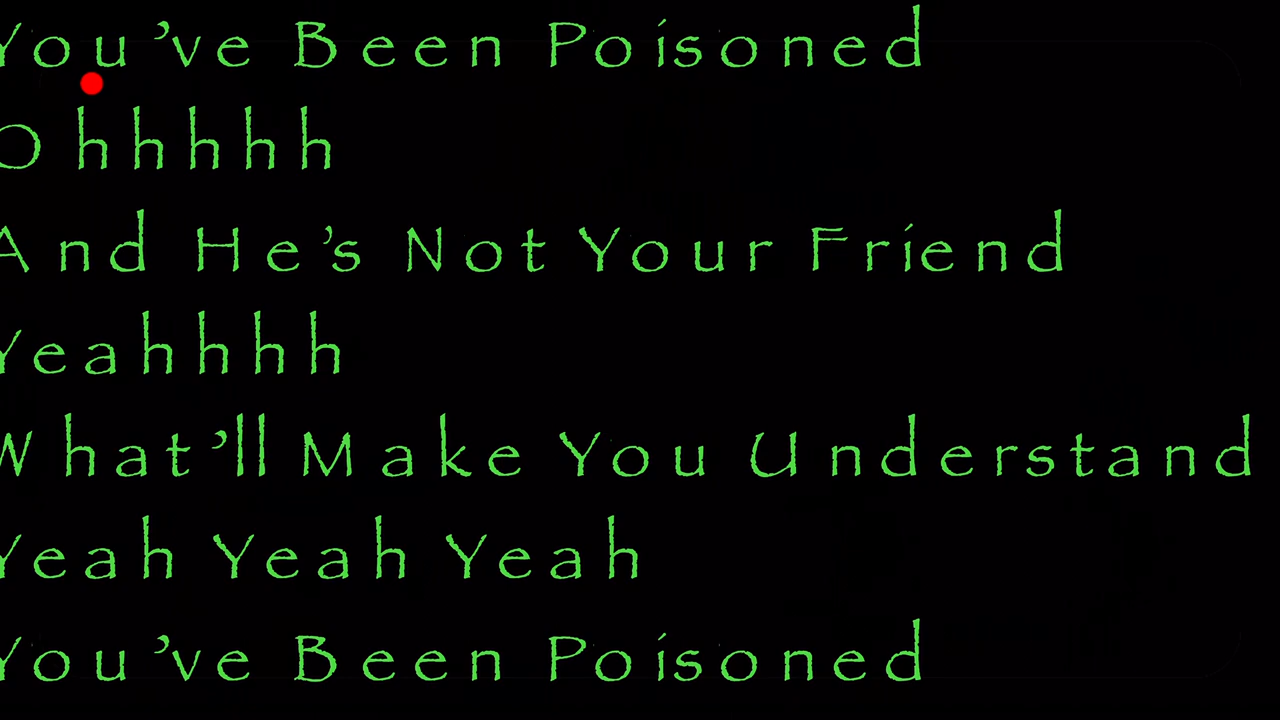 You've Been Poisoned
Ohhhhh
And He's Not Your Friend
Yeahhhh
What'll Make You Understand
Yeah Yeah Yeah
You've Been Poisoned